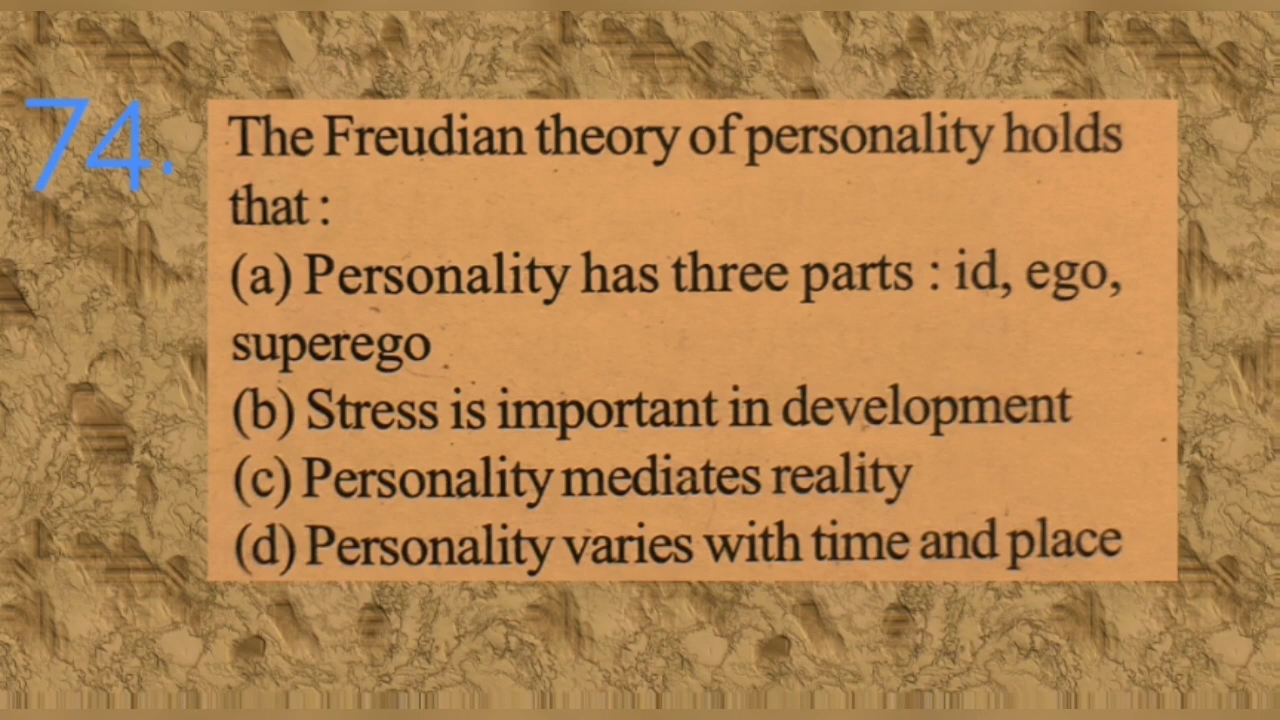 74.
The Freudian theory of personality holds
that :
(a) Personality has three parts : id, ego,
superego
(b) Stress is important in development
(c) Personality mediates reality
(d) Personality varies with time and place